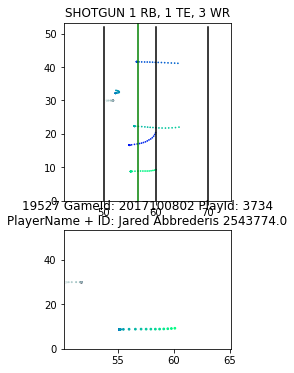 SHOTGUN 1 RB, 1 TE, 3 WR
50
40
30
20
10
0
50 60 70
19527 GameId: 2017100802 PlayId: 3734
PlayerName + ID: Jared Abbrederis 2543774.0
40
20
0
55 60 65